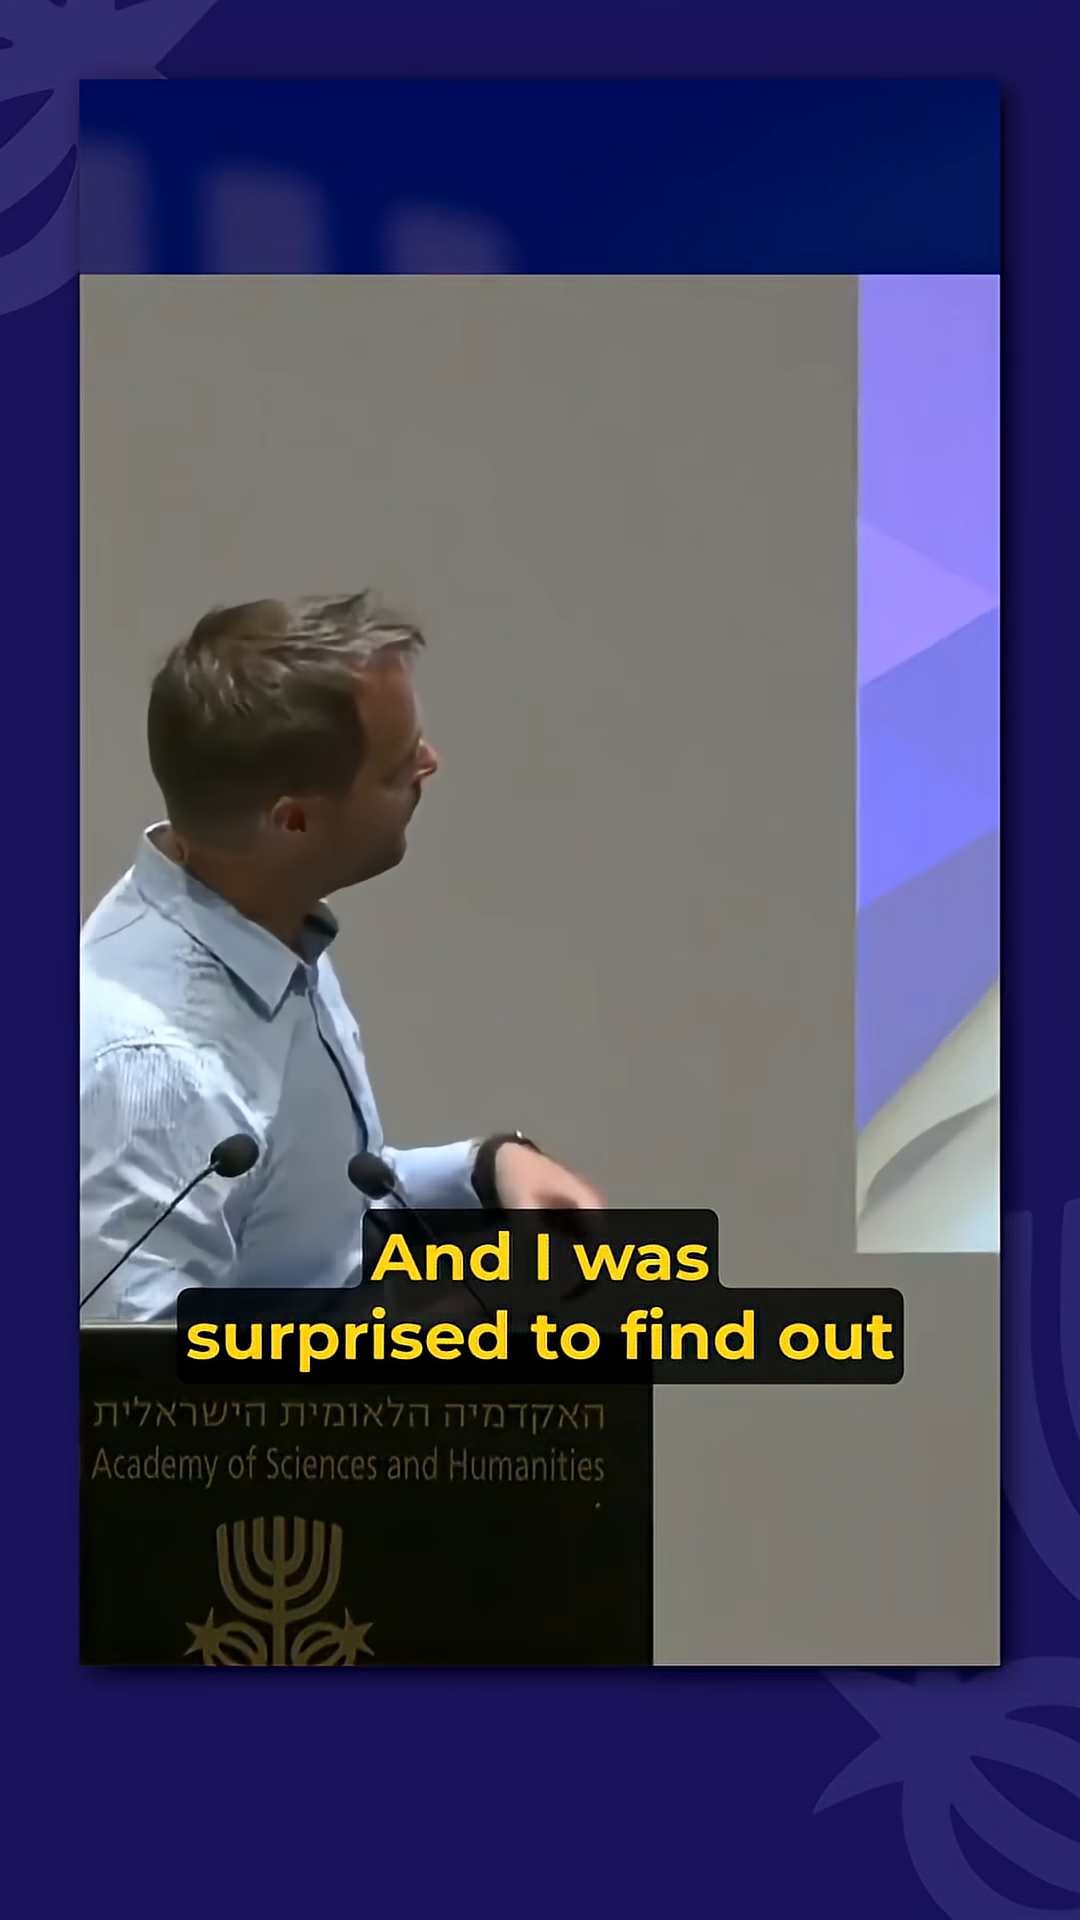 And I was
surprised to find out
האקדמיה הלאומית הישראלית
Academy of Sciences and Humanities